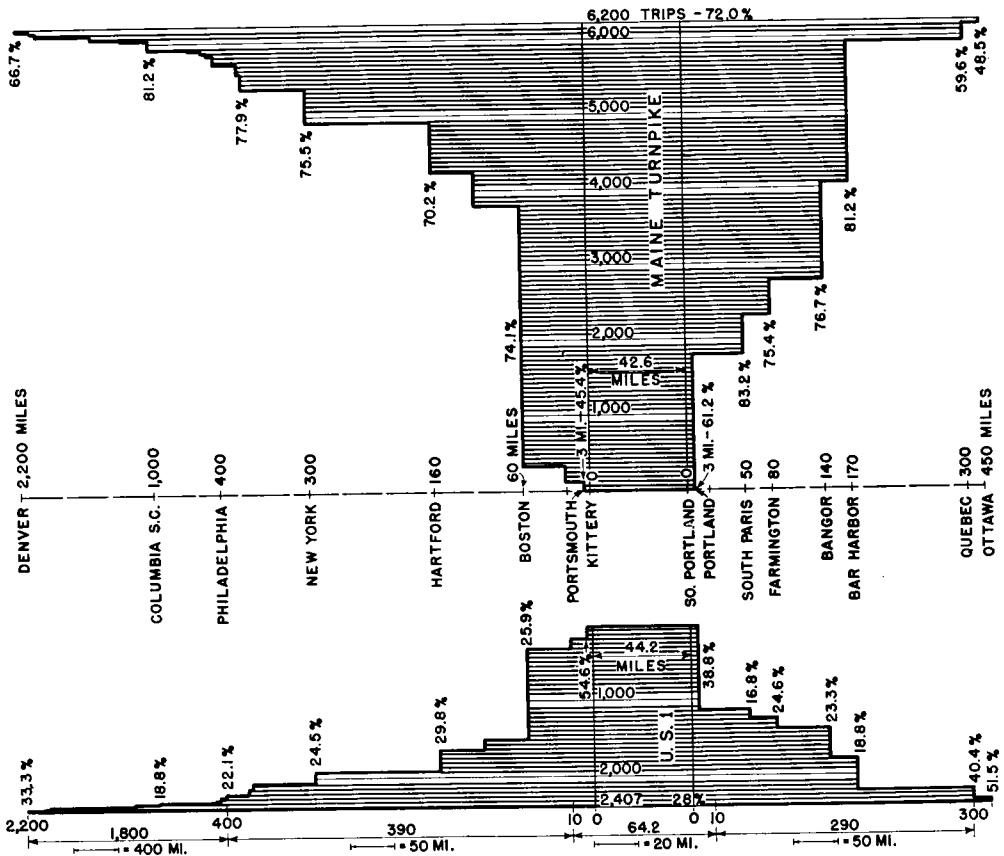 6,200 TRIPS - 72.0%
6,000
66.7%
81.2%
77.9%
75.5%
70.2%
74.1%
59.6%
48.5%
81.2%
76.7%
75.4%
83.2%
5,000
4,000
3,000
2,000
1,000
MAINE TURNPIKE
42.6
MILES
3 MI.-45.4%
3 MI.-61.2%
0
0
DENVER 2,200 MILES
COLUMBIA S.C. 1,000
PHILADELPHIA 400
NEW YORK 300
HARTFORD 160
BOSTON 60 MILES
PORTSMOUTH
KITTERY
SO. PORTLAND
PORTLAND
SOUTH PARIS 50
FARMINGTON 80
BANGOR 140
BAR HARBOR 170
QUEBEC 300
OTTAWA 450 MILES
33.3%
18.8%
22.1%
24.5%
29.8%
25.9%
54.6%
44.2
MILES
38.8%
16.8%
24.6%
23.3%
18.8%
40.4%
51.5%
1,000
U.S.1
2,000
2,407 28%
2,200 400 10 0 0 10 300
1,800 390 64.2 290
= 400 MI. = 50 MI. = 20 MI. = 50 MI.